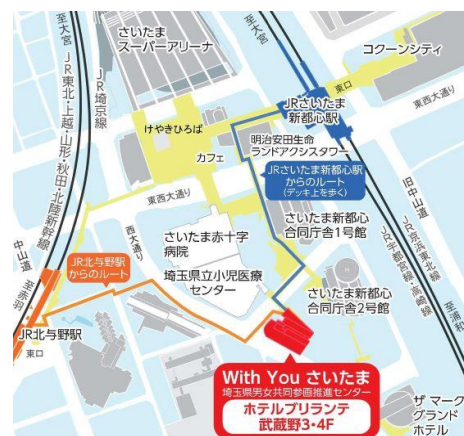 至大宮
さいたま
スーパーアリーナ
至大宮
コクーンシティ
JR東北・上越・山形・秋田・北陸新幹線
JR埼京線
東口
JRさいたま
新都心駅
東西大通り
けやきひろば
カフェ
明治安田生命
ランドアクシスタワー
JRさいたま新都心駅
からのルート
(デッキ上を歩く)
東西大通り
旧中山道
西大通り
さいたま赤十字
病院
さいたま新都心
合同庁舎1号館
中山道
至赤羽
JR北与野駅
からのルート
埼玉県立小児医療
センター
JR京浜東北線
JR宇都宮線・高崎線
至浦和
さいたま新都心
合同庁舎2号館
JR北与野駅
東口
With You さいたま
埼玉県男女共同参画推進センター
ホテルブリランテ
武蔵野3・4F
ザ マーク
グランド
ホテル